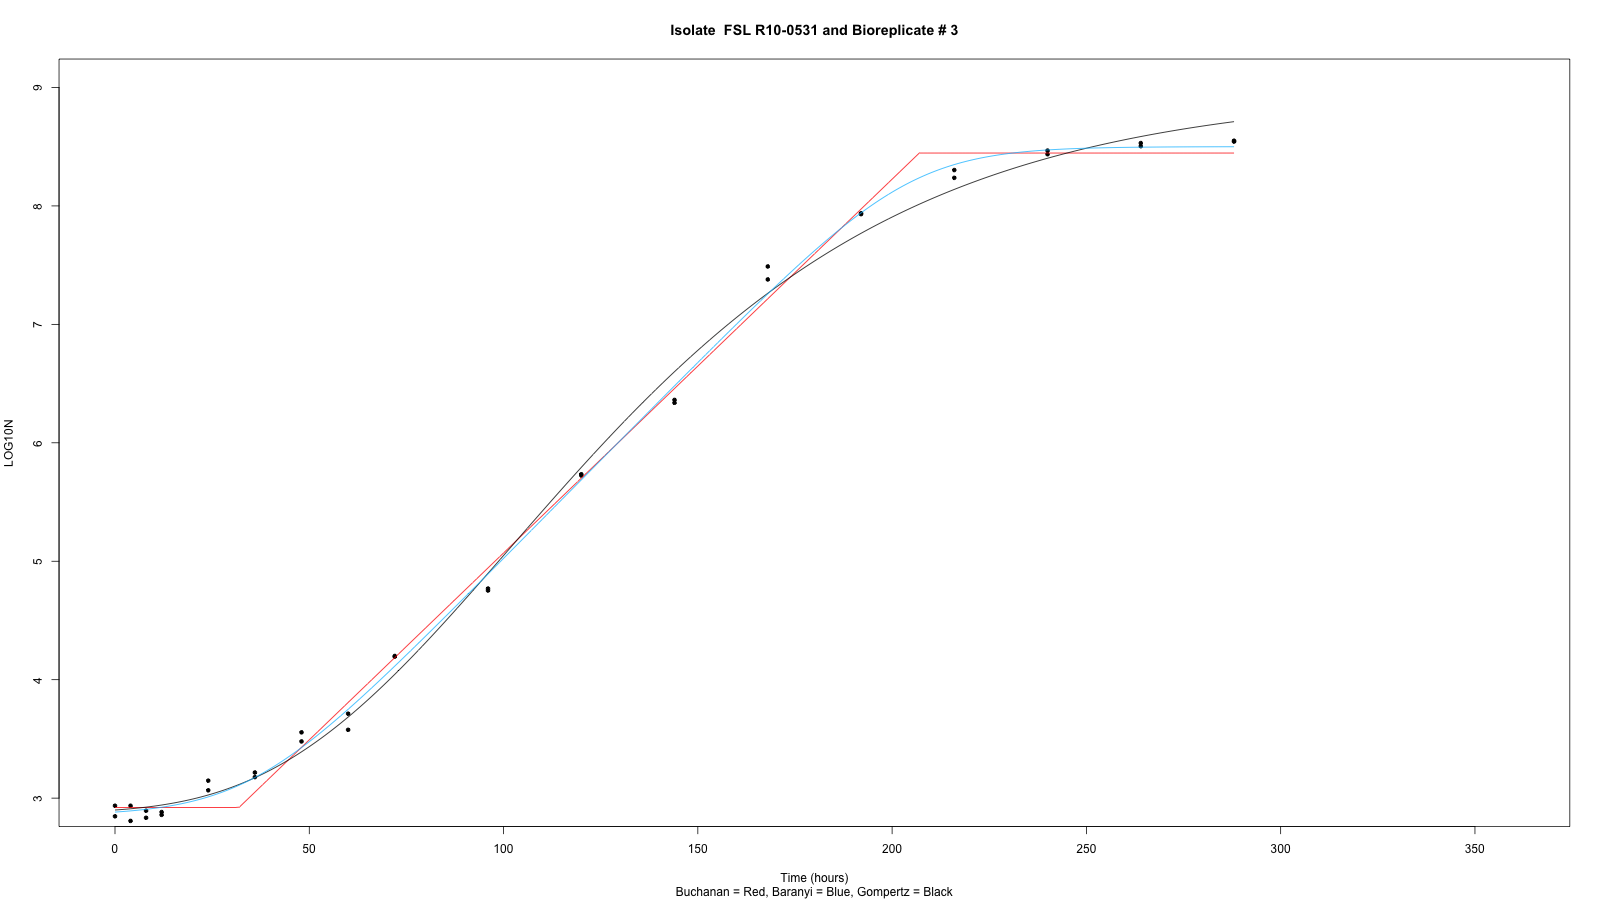 Isolate  FSL R10-0531 and Bioreplicate # 3
LOG10N
9
8
7
6
5
4
3
0 50 100 150 200 250 300 350
Time (hours)
Buchanan = Red, Baranyi = Blue, Gompertz = Black